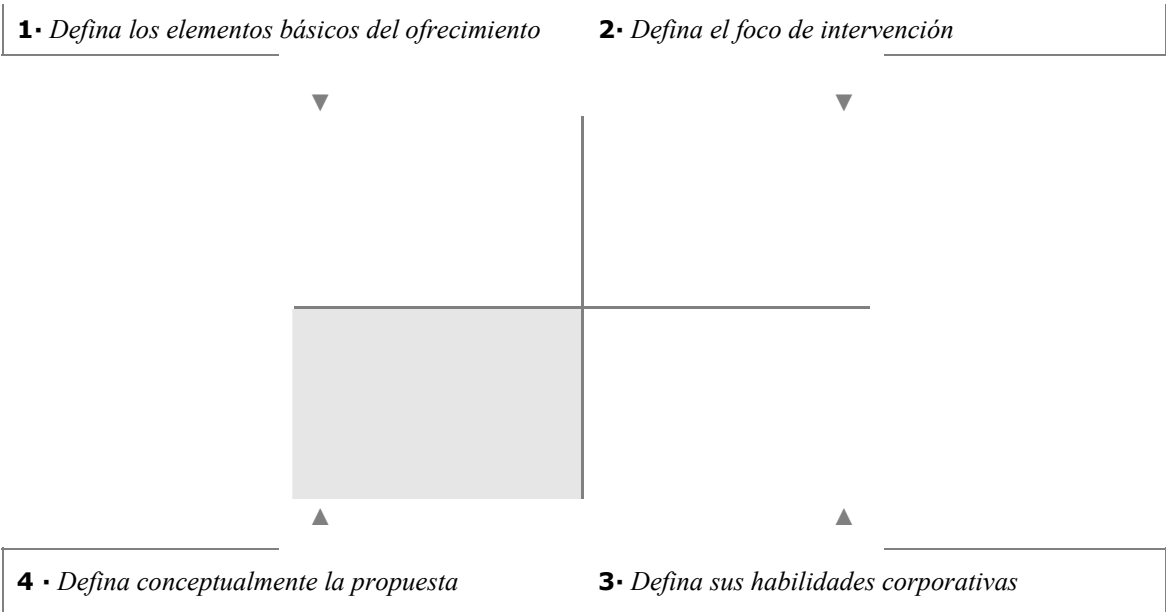 1· Defina los elementos básicos del ofrecimiento
2· Defina el foco de intervención
4 · Defina conceptualmente la propuesta
3· Defina sus habilidades corporativas